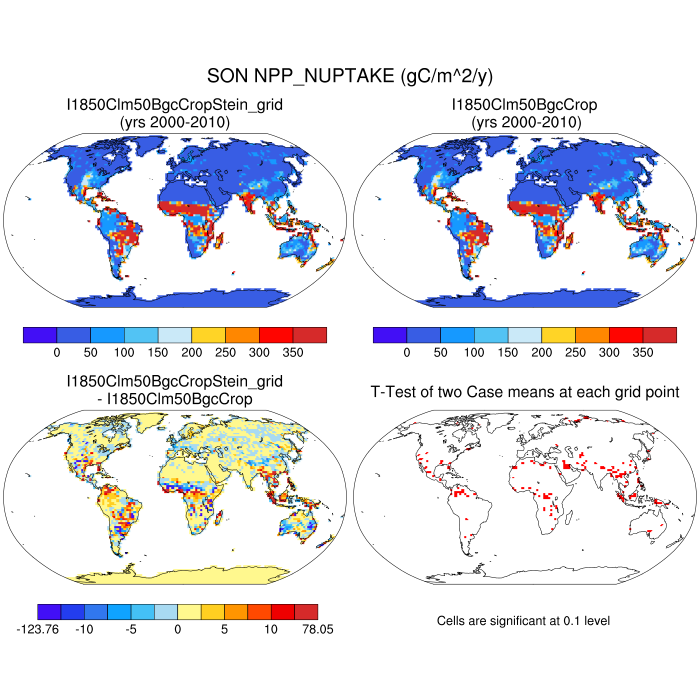 SON NPP_NUPTAKE (gC/m^2/y)
I1850Clm50BgcCropStein_grid
(yrs 2000-2010)
I1850Clm50BgcCrop
(yrs 2000-2010)
0 50 100 150 200 250 300 350
0 50 100 150 200 250 300 350
I1850Clm50BgcCropStein_grid
- I1850Clm50BgcCrop
T-Test of two Case means at each grid point
-123.76 -10 -5 0 5 10 78.05
Cells are significant at 0.1 level